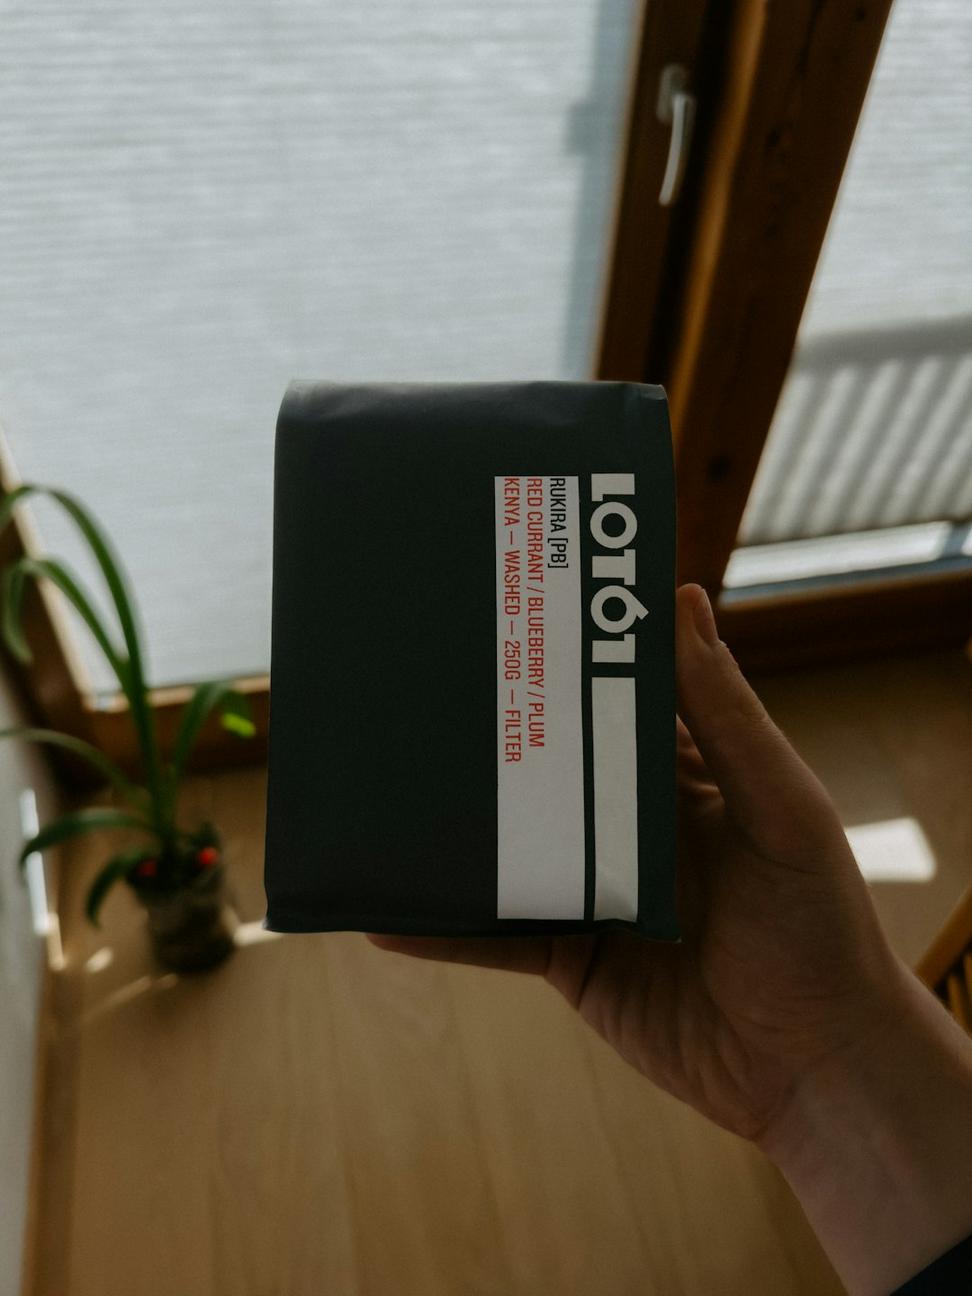 LOT61
RUKIRA [PB]
RED CURRANT / BLUEBERRY / PLUM
KENYA — WASHED — 250G — FILTER